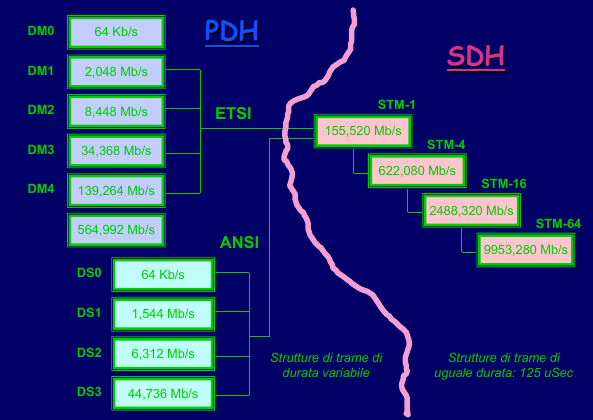 PDH
SDH
DM0 64 Kb/s
DM1 2,048 Mb/s
DM2 8,448 Mb/s
DM3 34,368 Mb/s
DM4 139,264 Mb/s
564,992 Mb/s
ETSI
ANSI
DS0 64 Kb/s
DS1 1,544 Mb/s
DS2 6,312 Mb/s
DS3 44,736 Mb/s
Strutture di trame di
durata variabile
STM-1
155,520 Mb/s
STM-4
622,080 Mb/s
STM-16
2488,320 Mb/s
STM-64
9953,280 Mb/s
Strutture di trame di
uguale durata: 125 uSec